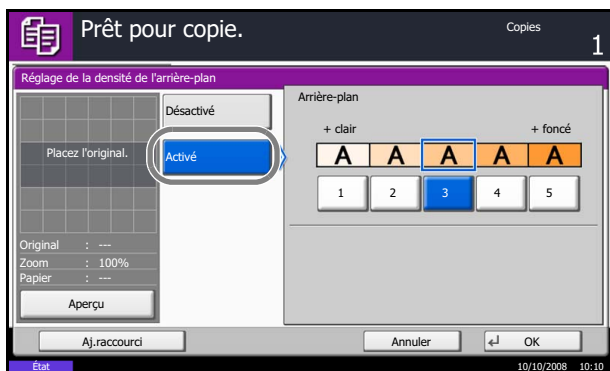 Prêt pour copie.
Copies
1
Réglage de la densité de l'arrière-plan
Placez l'original.
Original : ---
Zoom : 100%
Papier : ---
Aperçu
Désactivé
Activé
Arrière-plan
+ clair + foncé
A A A A A
1 2 3 4 5
Aj.raccourci
Annuler
OK
État
10/10/2008 10:10